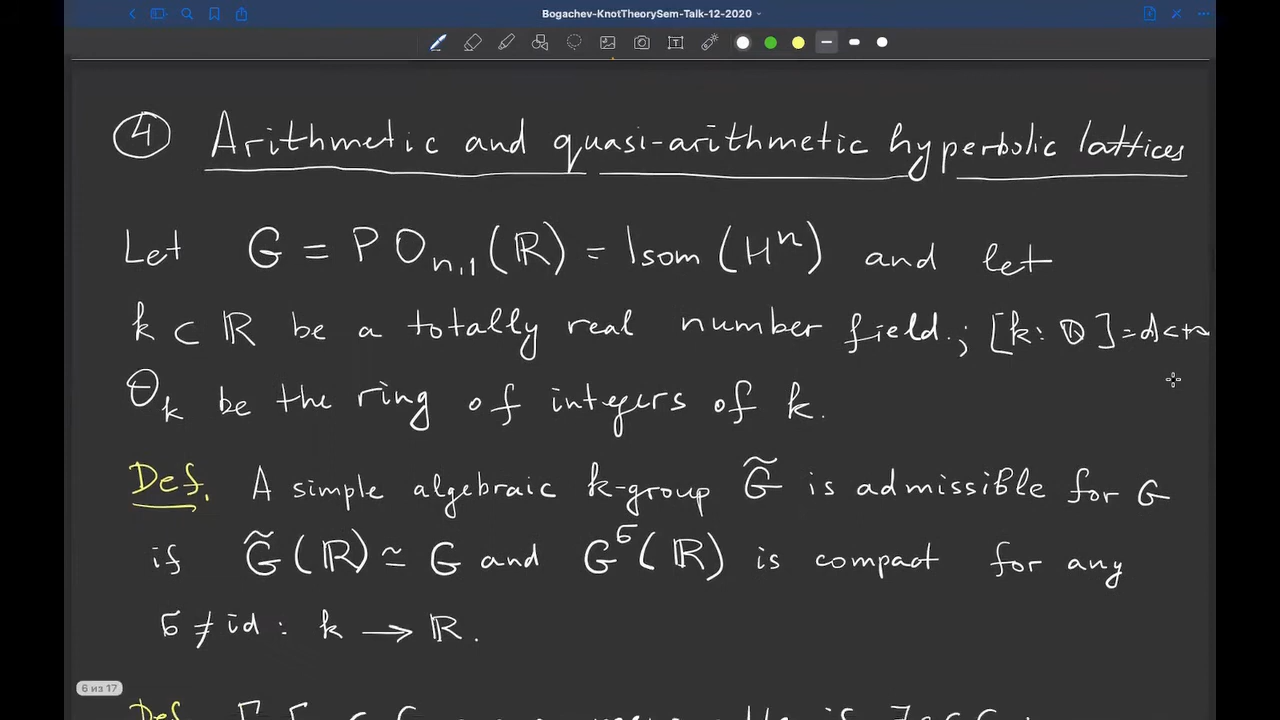 Bogachev-KnotTheorySem-Talk-12-2020
④ Arithmetic and quasi-arithmetic hyperbolic lattices
Let G = PO_{n,1}(ℝ) = Isom(ℍⁿ) and let
k ⊂ ℝ be a totally real number field.; [k:ℚ]=d<∞
𝒪_k be the ring of integers of k.
Def. A simple algebraic k-group G̃ is admissible for G
if G̃(ℝ) ≃ G and G^σ(ℝ) is compact for any
σ ≠ id : k → ℝ.
6 из 17
Def.